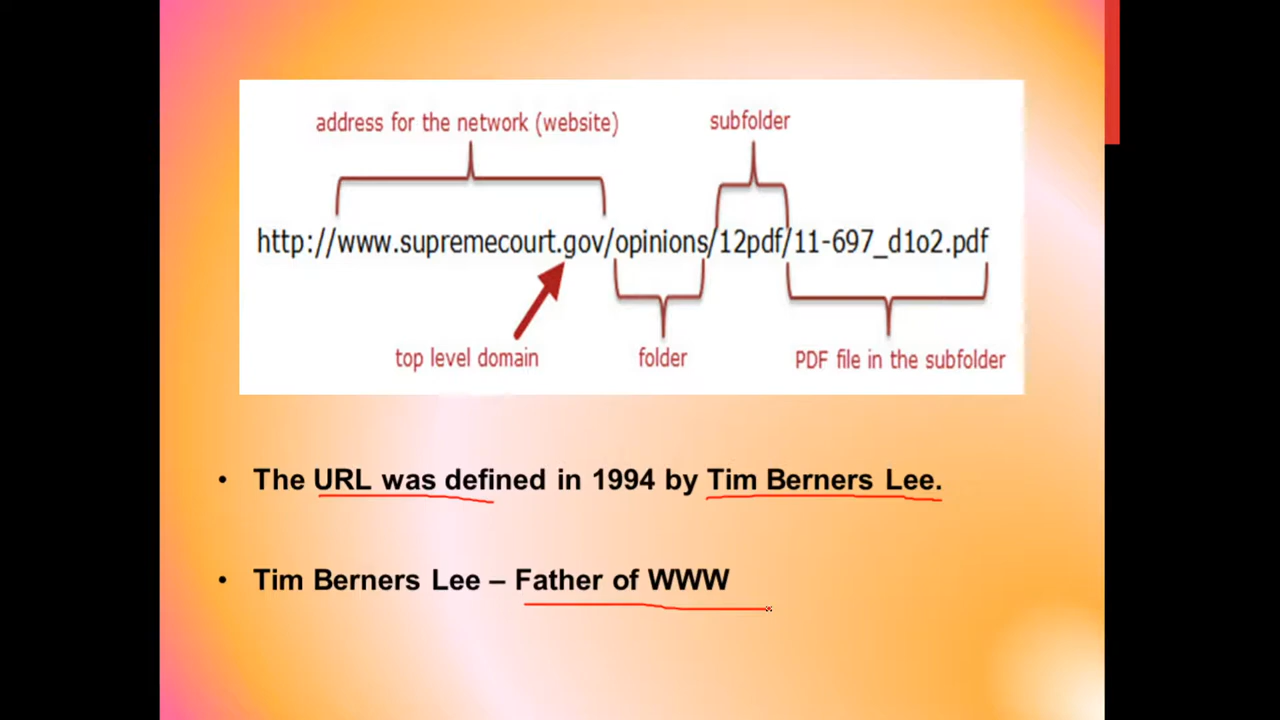 address for the network (website) subfolder
http://www.supremecourt.gov/opinions/12pdf/11-697_d1o2.pdf
top level domain folder PDF file in the subfolder
• The URL was defined in 1994 by Tim Berners Lee.
• Tim Berners Lee – Father of WWW